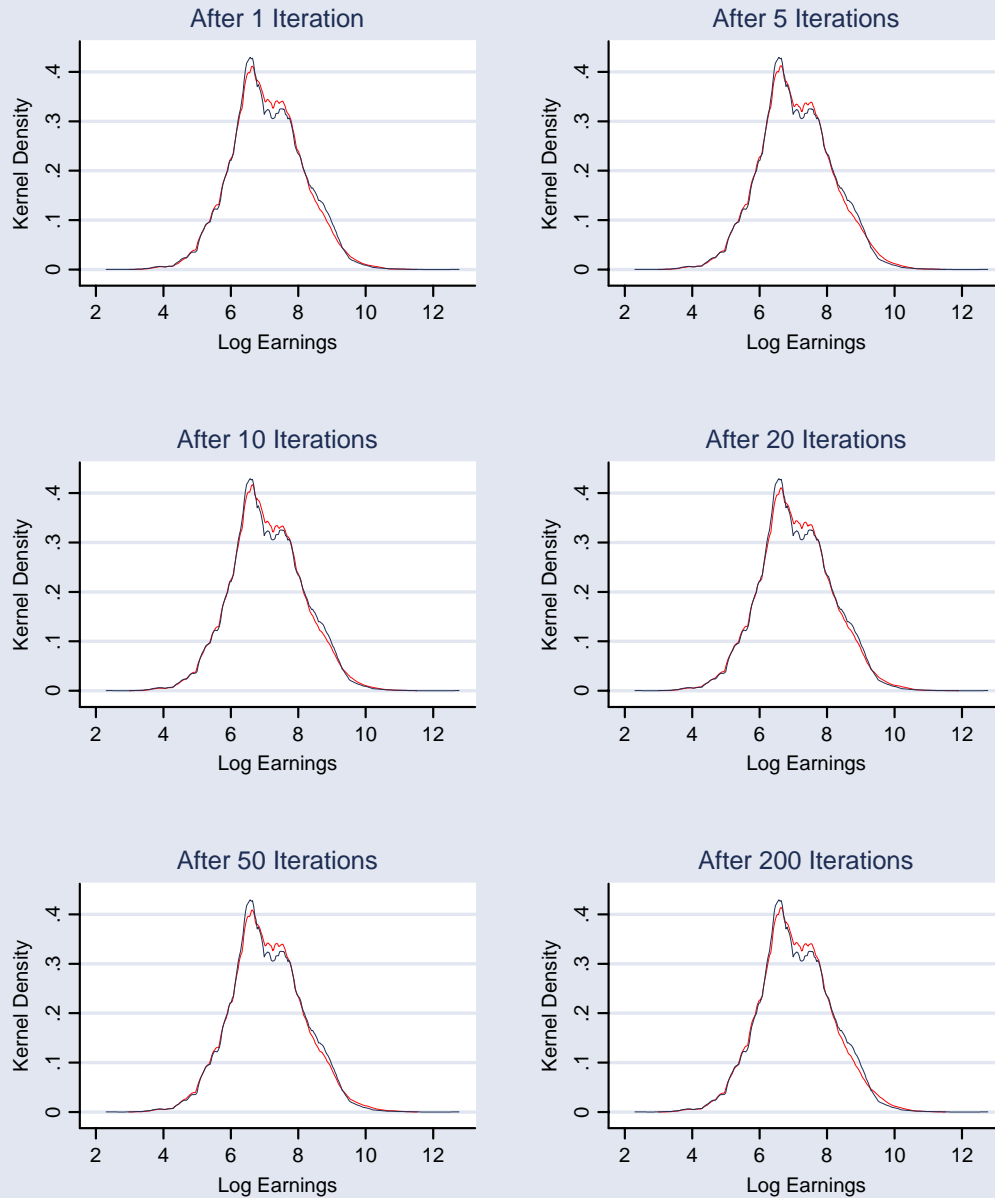 After 1 Iteration
Kernel Density
.4
.3
.2
.1
0
2 4 6 8 10 12
Log Earnings
After 5 Iterations
Kernel Density
.4
.3
.2
.1
0
2 4 6 8 10 12
Log Earnings
After 10 Iterations
Kernel Density
.4
.3
.2
.1
0
2 4 6 8 10 12
Log Earnings
After 20 Iterations
Kernel Density
.4
.3
.2
.1
0
2 4 6 8 10 12
Log Earnings
After 50 Iterations
Kernel Density
.4
.3
.2
.1
0
2 4 6 8 10 12
Log Earnings
After 200 Iterations
Kernel Density
.4
.3
.2
.1
0
2 4 6 8 10 12
Log Earnings